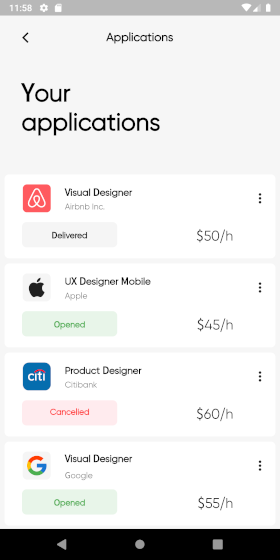 11:58
Applications
Your
applications
Visual Designer
Airbnb Inc.
Delivered
$50/h
UX Designer Mobile
Apple
Opened
$45/h
citi
Product Designer
Citibank
Cancelled
$60/h
Visual Designer
Google
Opened
$55/h